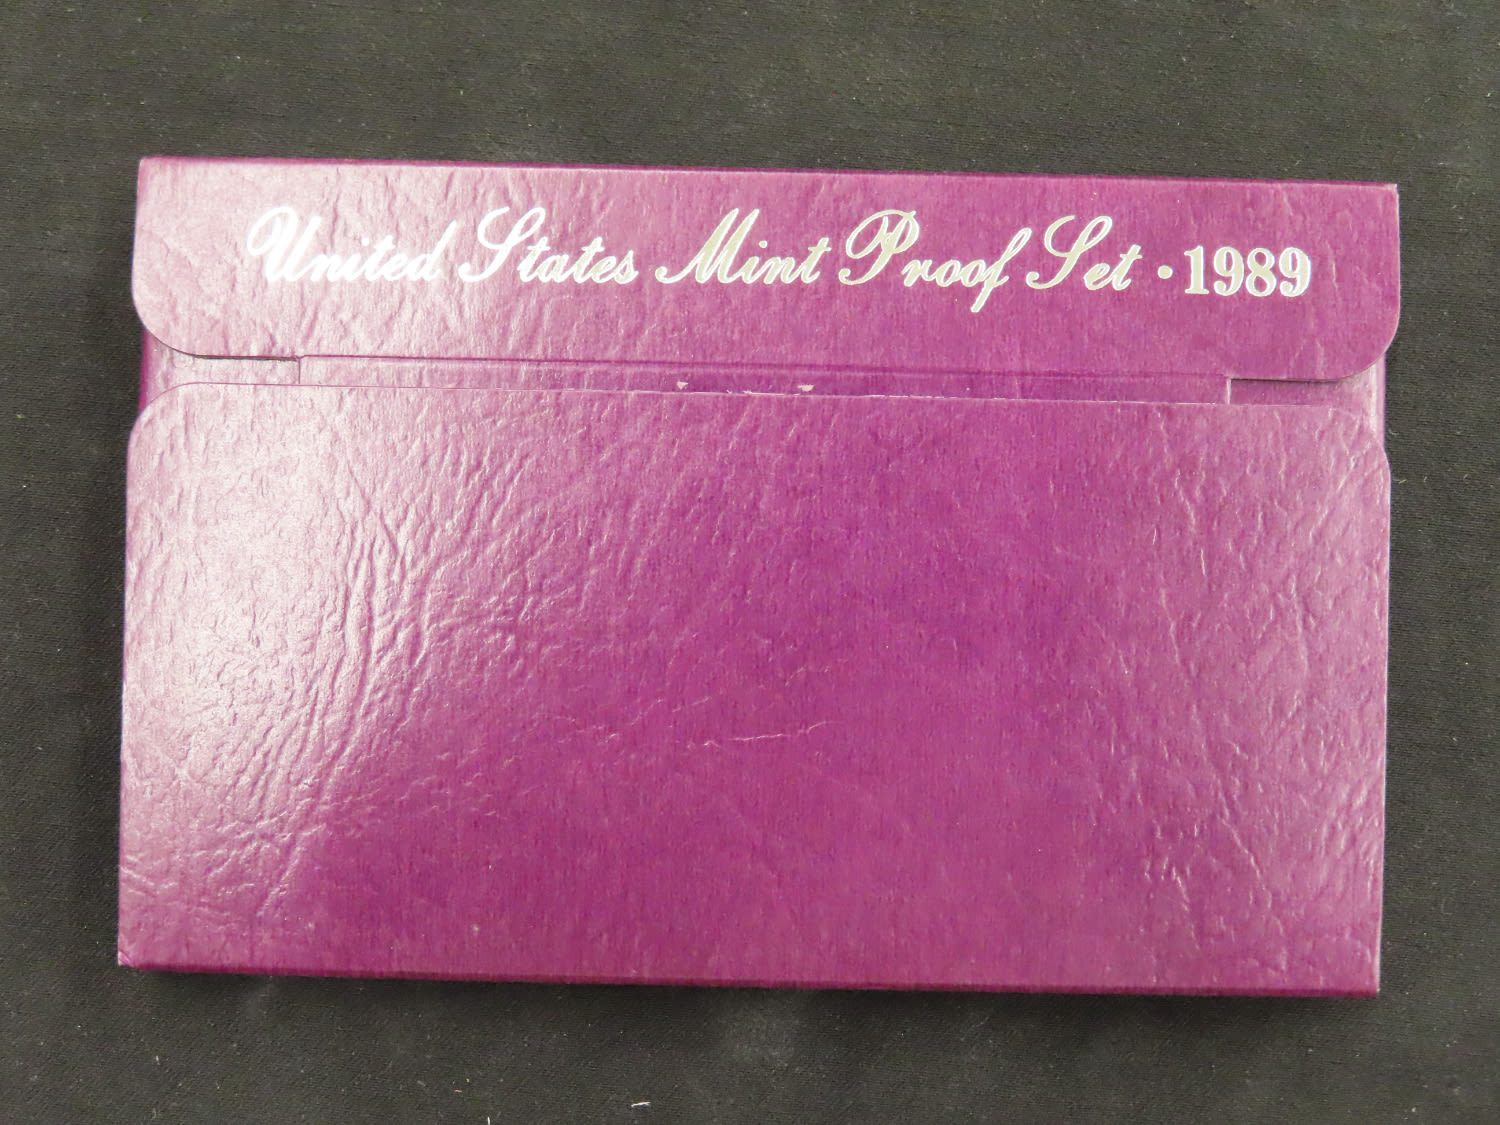 United States Mint Proof Set · 1989